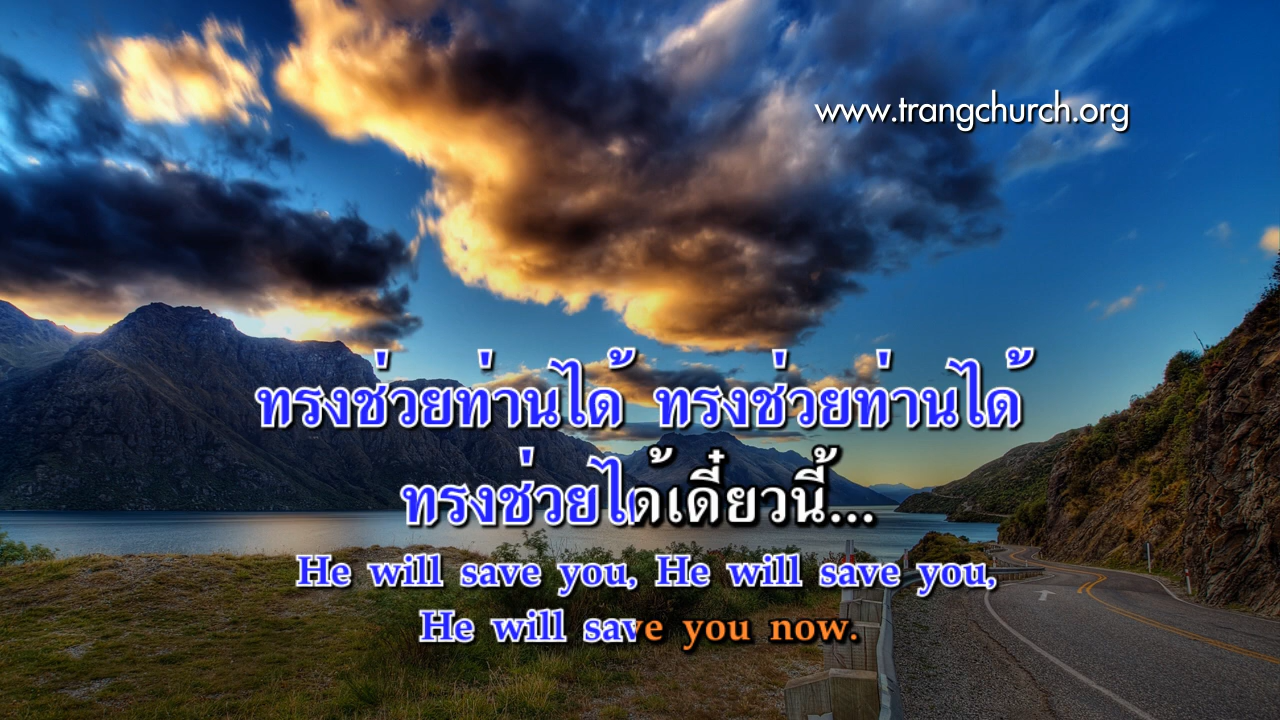 www.trangchurch.org
ทรงช่วยท่านได้ ทรงช่วยท่านได้
ทรงช่วยได้เดี๋ยวนี้...
He will save you, He will save you,
He will save you now.